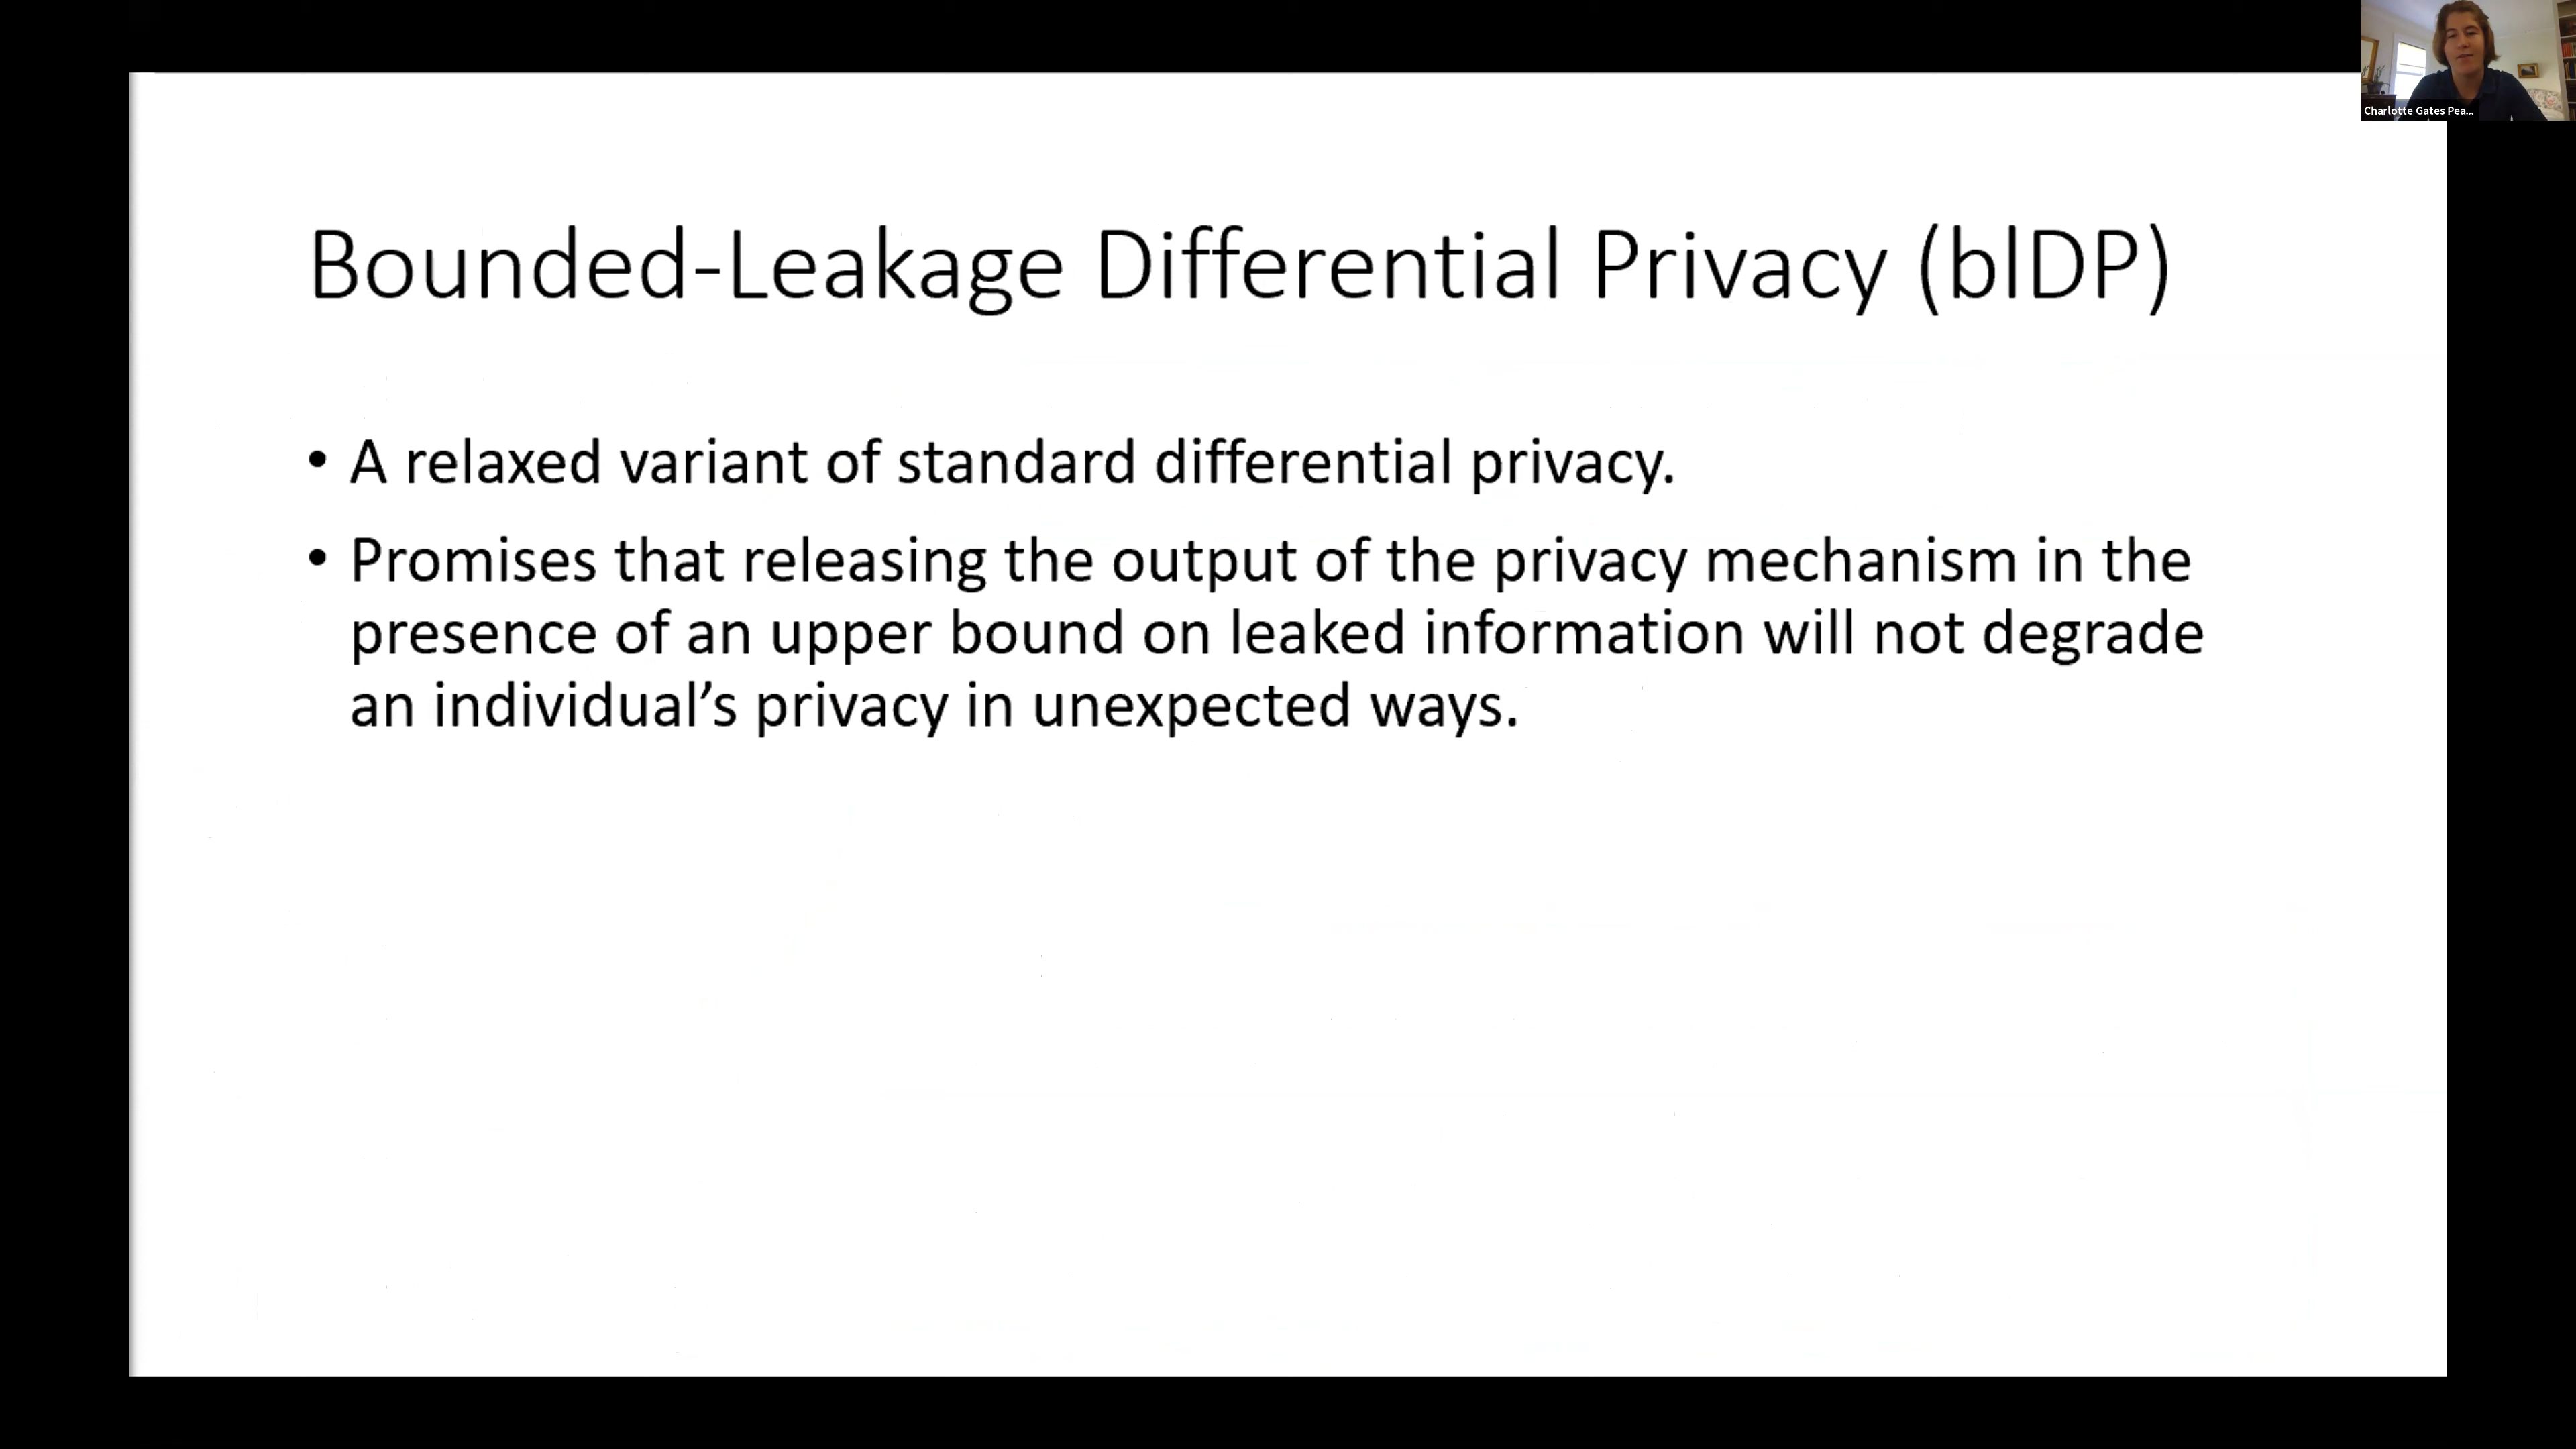 Charlotte Gates Pea...
Bounded-Leakage Differential Privacy (blDP)
• A relaxed variant of standard differential privacy.
• Promises that releasing the output of the privacy mechanism in the
presence of an upper bound on leaked information will not degrade
an individual’s privacy in unexpected ways.